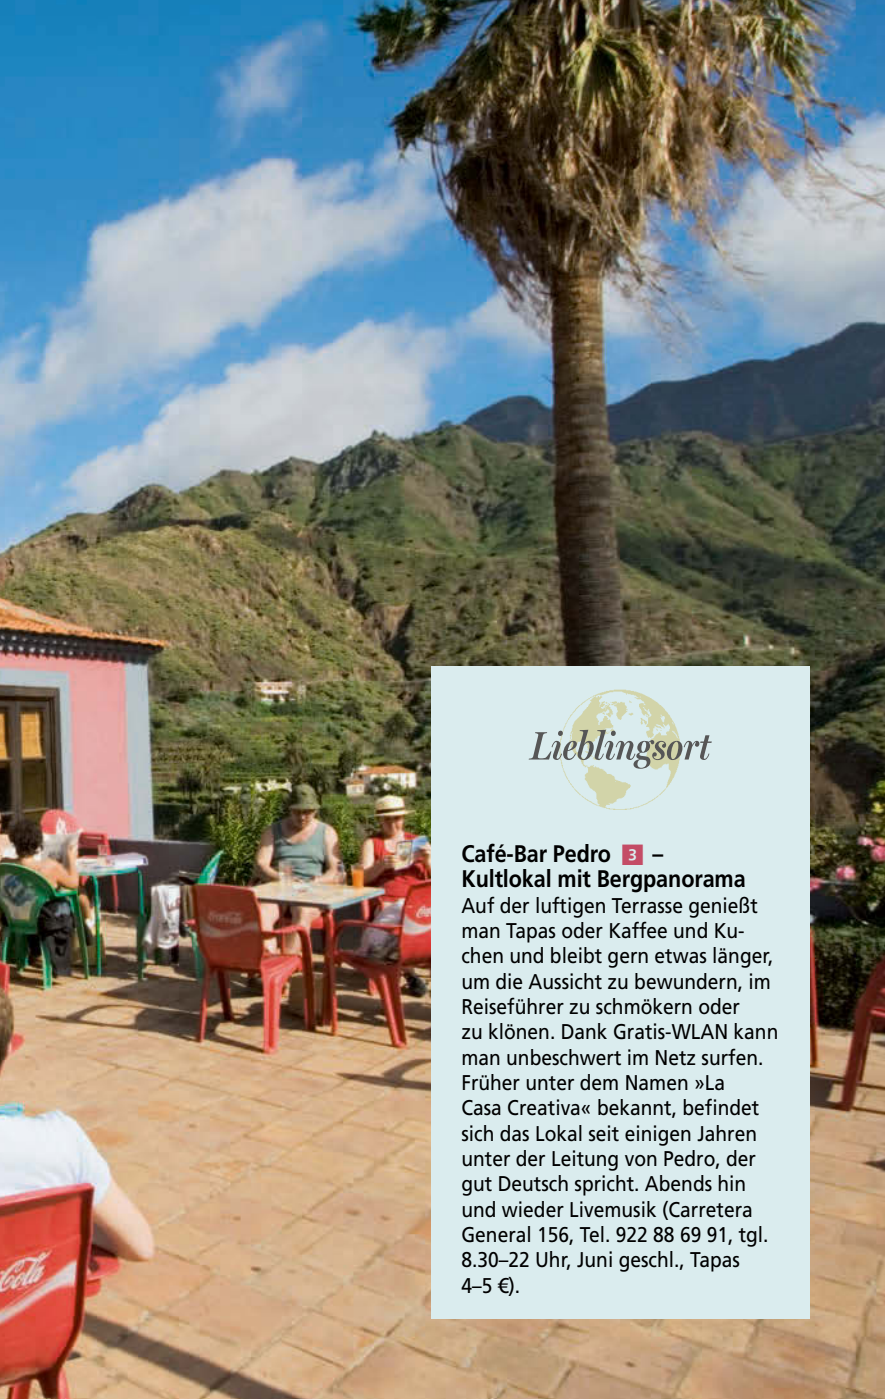 Lieblingsort
Café-Bar Pedro 3 –
Kultlokal mit Bergpanorama
Auf der luftigen Terrasse genießt
man Tapas oder Kaffee und Ku-
chen und bleibt gern etwas länger,
um die Aussicht zu bewundern, im
Reiseführer zu schmökern oder
zu klönen. Dank Gratis-WLAN kann
man unbeschwert im Netz surfen.
Früher unter dem Namen »La
Casa Creativa« bekannt, befindet
sich das Lokal seit einigen Jahren
unter der Leitung von Pedro, der
gut Deutsch spricht. Abends hin
und wieder Livemusik (Carretera
General 156, Tel. 922 88 69 91, tgl.
8.30–22 Uhr, Juni geschl., Tapas
4–5 €).
Coca-Cola